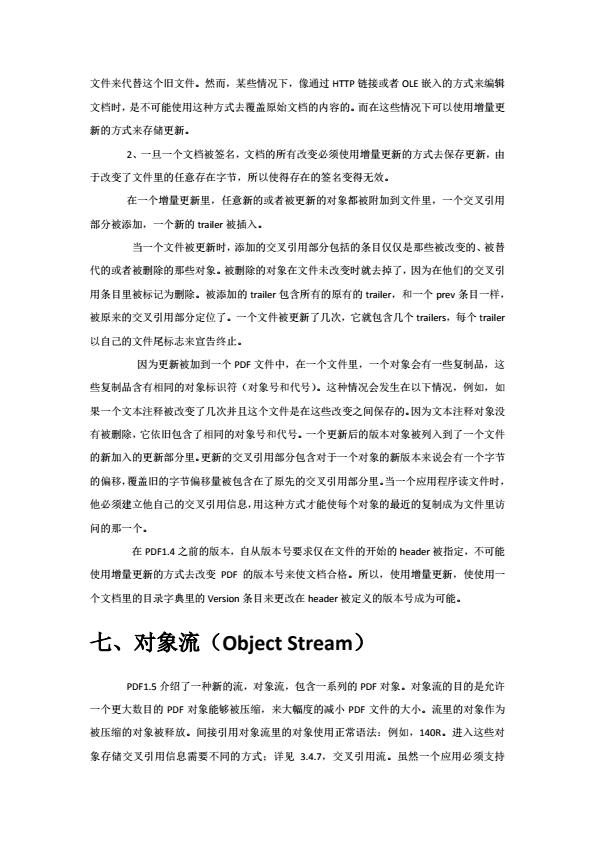 文件来代替这个旧文件。然而，某些情况下，像通过 HTTP 链接或者 OLE 嵌入的方式来编辑
文档时，是不可能使用这种方式去覆盖原始文档的内容的。而在这些情况下可以使用增量更
新的方式来存储更新。
2、一旦一个文档被签名，文档的所有改变必须使用增量更新的方式去保存更新，由
于改变了文件里的任意存在字节，所以使得存在的签名变得无效。
在一个增量更新里，任意新的或者被更新的对象都被附加到文件里，一个交叉引用
部分被添加，一个新的 trailer 被插入。
当一个文件被更新时，添加的交叉引用部分包括的条目仅仅是那些被改变的、被替
代的或者被删除的那些对象。被删除的对象在文件未改变时就去掉了，因为在他们的交叉引
用条目里被标记为删除。被添加的 trailer 包含所有的原有的 trailer，和一个 prev 条目一样，
被原来的交叉引用部分定位了。一个文件被更新了几次，它就包含几个 trailers，每个 trailer
以自己的文件尾标志来宣告终止。
因为更新被加到一个 PDF 文件中，在一个文件里，一个对象会有一些复制品，这
些复制品含有相同的对象标识符（对象号和代号）。这种情况会发生在以下情况，例如，如
果一个文本注释被改变了几次并且这个文件是在这些改变之间保存的。因为文本注释对象没
有被删除，它依旧包含了相同的对象号和代号。一个更新后的版本对象被列入到了一个文件
的新加入的更新部分里。更新的交叉引用部分包含对于一个对象的新版本来说会有一个字节
的偏移，覆盖旧的字节偏移量被包含在了原先的交叉引用部分里。当一个应用程序读文件时，
他必须建立他自己的交叉引用信息，用这种方式才能使每个对象的最近的复制成为文件里访
问的那一个。
在 PDF1.4 之前的版本，自从版本号要求仅在文件的开始的 header 被指定，不可能
使用增量更新的方式去改变 PDF 的版本号来使文档合格。所以，使用增量更新，使使用一
个文档里的目录字典里的 Version 条目来更改在 header 被定义的版本号成为可能。
七、对象流（Object Stream）
PDF1.5 介绍了一种新的流，对象流，包含一系列的 PDF 对象。对象流的目的是允许
一个更大数目的 PDF 对象能够被压缩，来大幅度的减小 PDF 文件的大小。流里的对象作为
被压缩的对象被释放。间接引用对象流里的对象使用正常语法：例如，140R。进入这些对
象存储交叉引用信息需要不同的方式；详见 3.4.7，交叉引用流。虽然一个应用必须支持